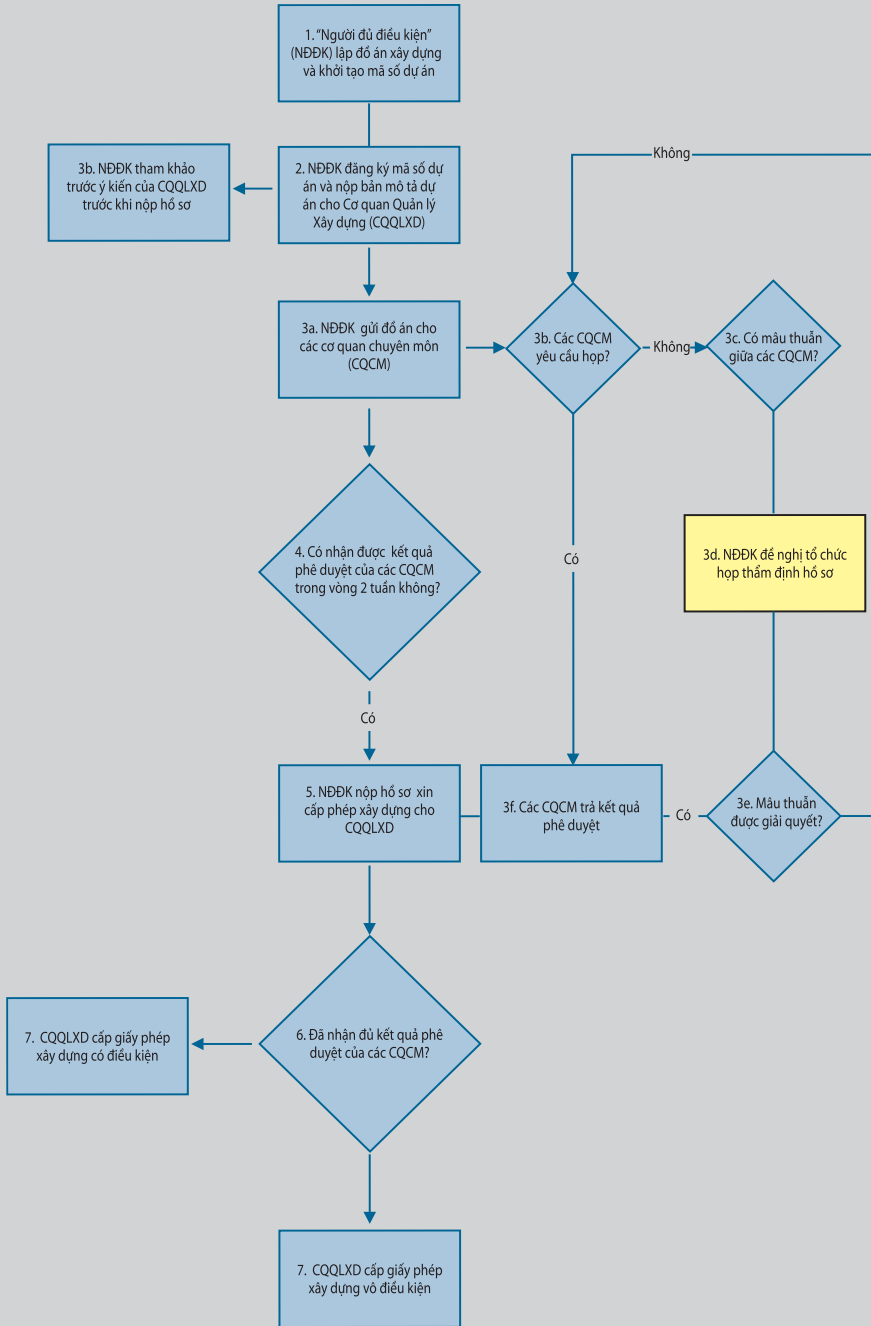 1. “Người đủ điều kiện”
(NĐĐK) lập đồ án xây dựng
và khởi tạo mã số dự án
3b. NĐĐK tham khảo
trước ý kiến của CQQLXD
trước khi nộp hồ sơ
2. NĐĐK đăng ký mã số dự
án và nộp bản mô tả dự
án cho Cơ quan Quản lý
Xây dựng (CQQLXD)
Không
3a. NĐĐK gửi đồ án cho
các cơ quan chuyên môn
(CQCM)
3b. Các CQCM
yêu cầu họp?
Không
3c. Có mâu thuẫn
giữa các CQCM?
4. Có nhận được kết quả
phê duyệt của các CQCM
trong vòng 2 tuần không?
Có
3d. NĐĐK đề nghị tổ chức
họp thẩm định hồ sơ
Có
5. NĐĐK nộp hồ sơ xin
cấp phép xây dựng cho
CQQLXD
3f. Các CQCM trả kết quả
phê duyệt
Có
3e. Mâu thuẫn
được giải quyết?
7. CQQLXD cấp giấy phép
xây dựng có điều kiện
6. Đã nhận đủ kết quả phê
duyệt của các CQCM?
7. CQQLXD cấp giấy phép
xây dựng vô điều kiện